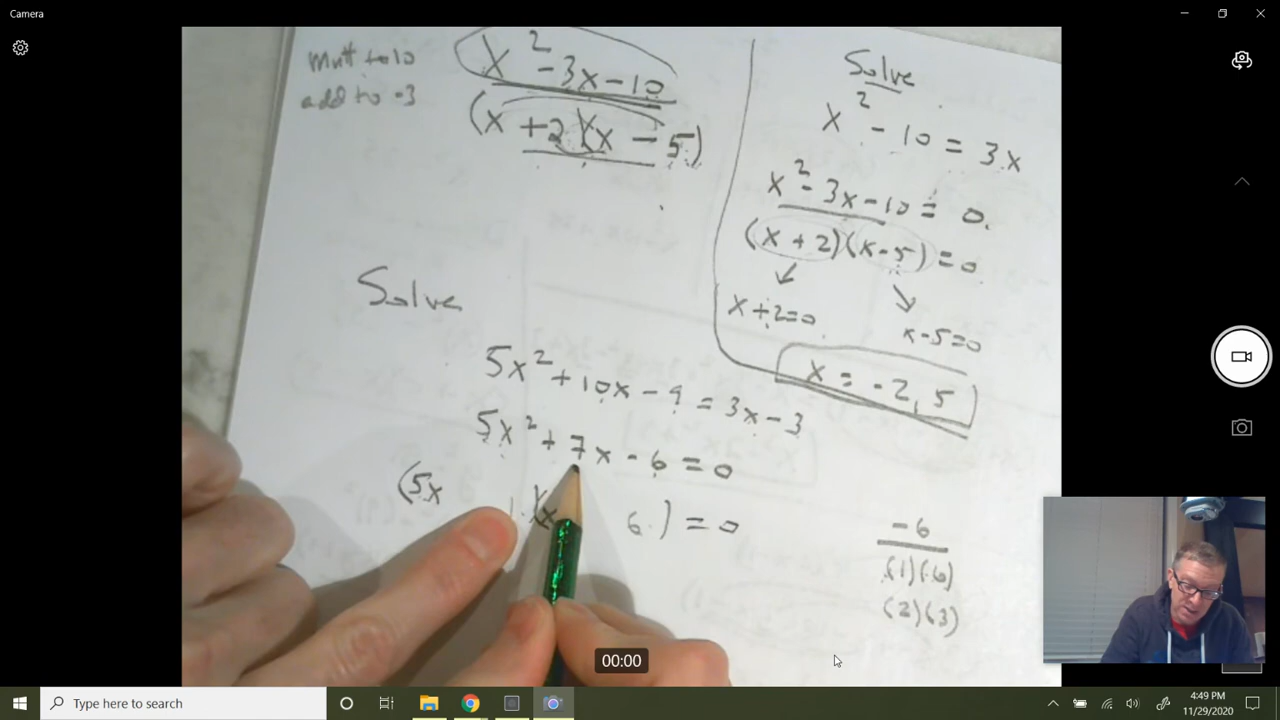 Camera
mult to 10
add to -3
x² - 3x - 10
(x + 2)(x - 5)
Solve
x² - 10 = 3x
x² - 3x - 10 = 0
(x + 2)(x - 5) = 0
x + 2 = 0
x - 5 = 0
x = -2, 5
Solve
5x² + 10x - 9 = 3x - 3
5x² + 7x - 6 = 0
(5x 1)(x 6) = 0
-6
(1)(6)
(2)(3)
00:00
Type here to search
4:49 PM
11/29/2020